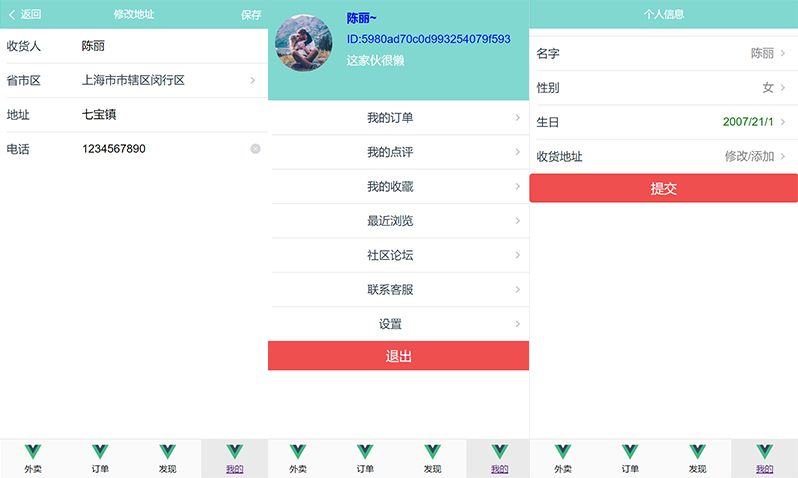 返回 修改地址 保存
收货人 陈丽
省市区 上海市市辖区闵行区
地址 七宝镇
电话 1234567890
外卖 订单 发现 我的
陈丽~
ID:5980ad70c0d993254079f593
这家伙很懒
我的订单
我的点评
我的收藏
最近浏览
社区论坛
联系客服
设置
退出
外卖 订单 发现 我的
个人信息
名字 陈丽
性别 女
生日 2007/21/1
收货地址 修改/添加
提交
外卖 订单 发现 我的